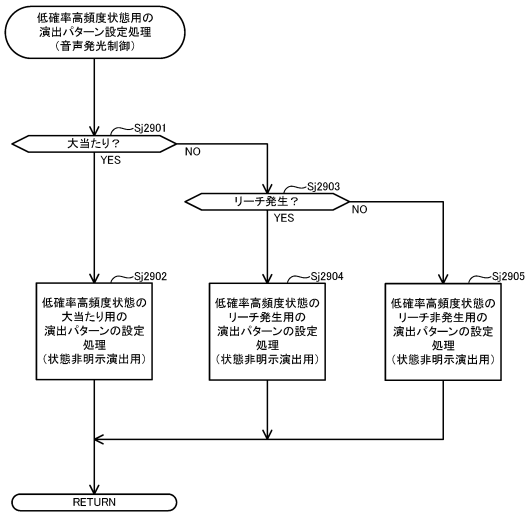 低確率高頻度状態用の
演出パターン設定処理
（音声発光制御）
Sj2901
大当たり？
YES
NO
Sj2903
リーチ発生？
YES
NO
Sj2902
低確率高頻度状態の
大当たり用の
演出パターンの設定
処理
（状態非明示演出用）
Sj2904
低確率高頻度状態の
リーチ発生用の
演出パターンの設定
処理
（状態非明示演出用）
Sj2905
低確率高頻度状態の
リーチ非発生用の
演出パターンの設定
処理
（状態非明示演出用）
RETURN